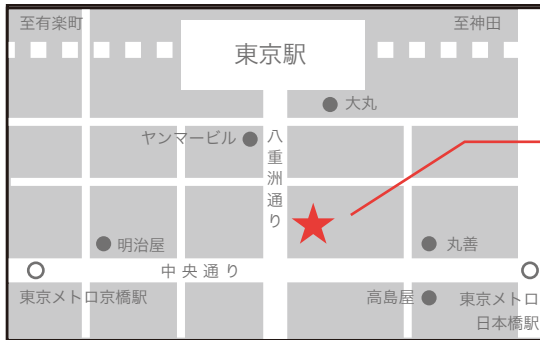 至有楽町
至神田
東京駅
大丸
ヤンマービル
八重洲通り
明治屋
丸善
中央通り
東京メトロ京橋駅
高島屋
東京メトロ
日本橋駅